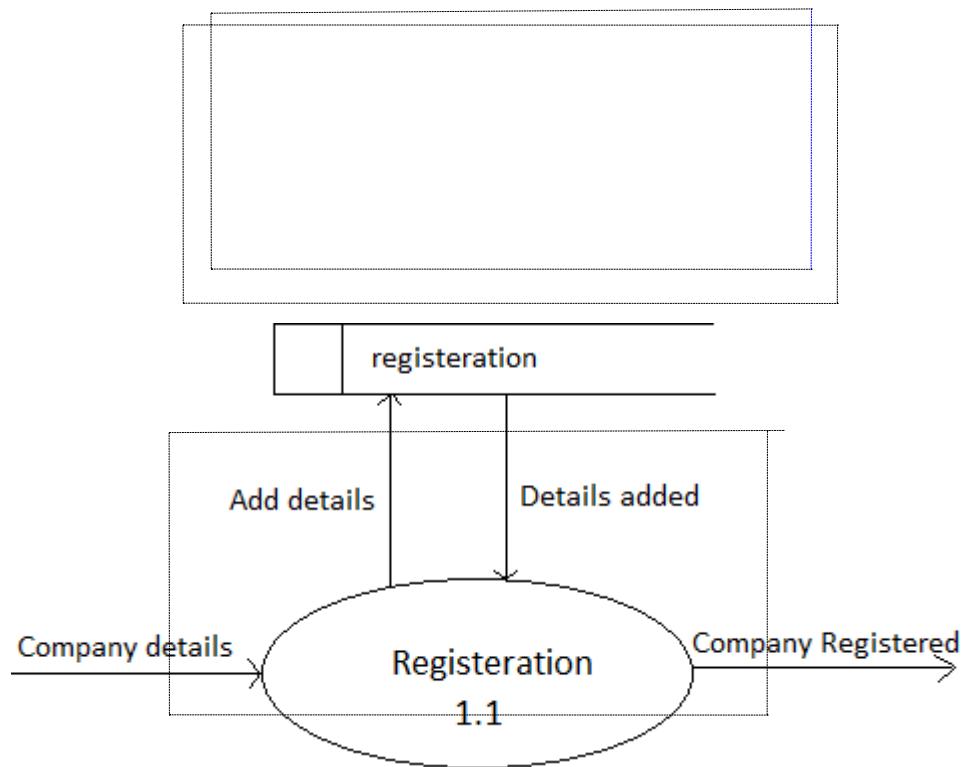 registeration
Add details
Details added
Company details
Company Registered
Registeration
1.1